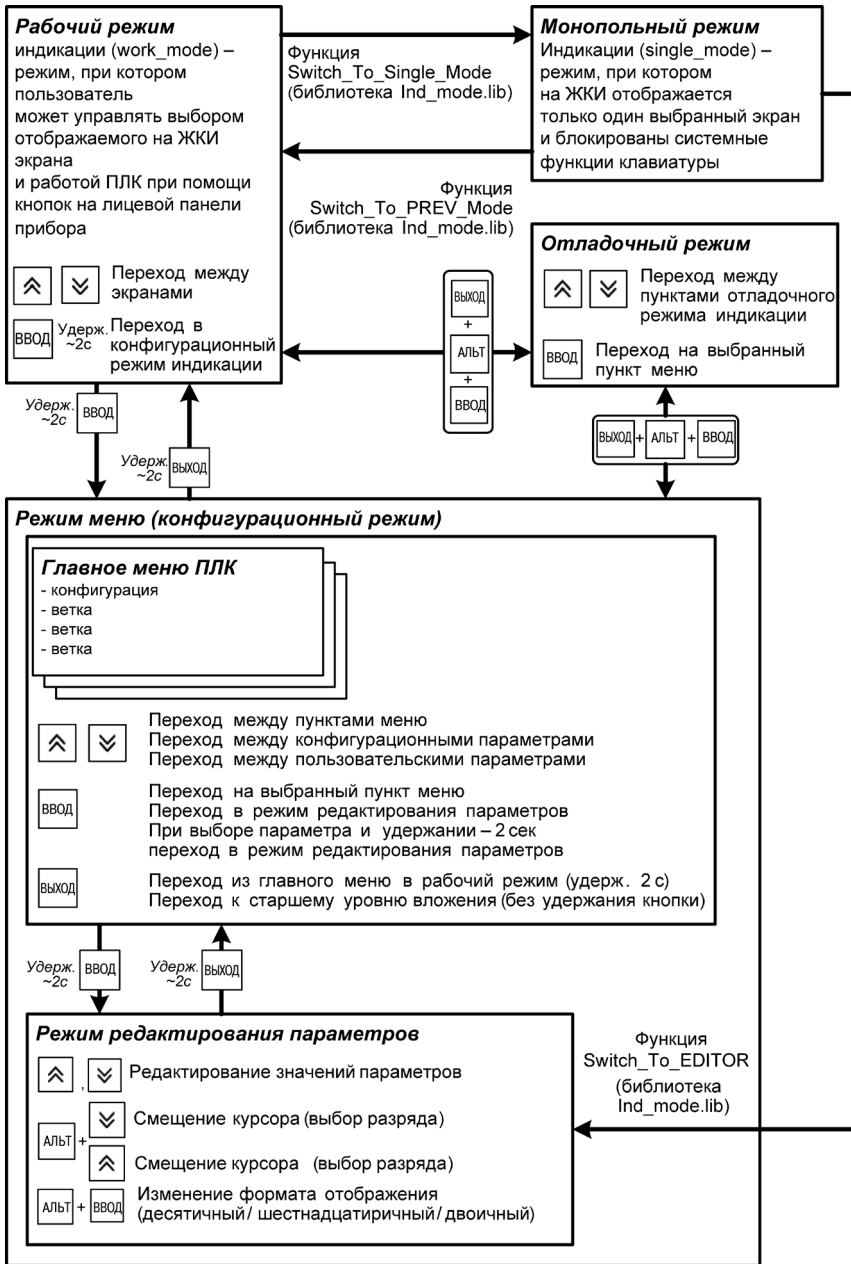 Рабочий режим
индикации (work_mode) –
режим, при котором
пользователь
может управлять выбором
отображаемого на ЖКИ
экрана
и работой ПЛК при помощи
кнопок на лицевой панели
прибора
Переход между
экранами
ВВОД
Удерж.
~2с
Переход в
конфигурационный
режим индикации
Функция
Switch_To_Single_Mode
(библиотека Ind_mode.lib)
Монопольный режим
Индикации (single_mode) –
режим, при котором
на ЖКИ отображается
только один выбранный экран
и блокированы системные
функции клавиатуры
Функция
Switch_To_PREV_Mode
(библиотека Ind_mode.lib)
ВЫХОД
+
АЛЬТ
+
ВВОД
Отладочный режим
Переход между
пунктами отладочного
режима индикации
ВВОД
Переход на выбранный
пункт меню
Удерж.
~2с
ВВОД
Удерж.
~2с
ВЫХОД
ВЫХОД + АЛЬТ + ВВОД
Режим меню (конфигурационный режим)
Главное меню ПЛК
- конфигурация
- ветка
- ветка
- ветка
Переход между пунктами меню
Переход между конфигурационными параметрами
Переход между пользовательскими параметрами
ВВОД
Переход на выбранный пункт меню
Переход в режим редактирования параметров
При выборе параметра и удержании – 2 сек
переход в режим редактирования параметров
ВЫХОД
Переход из главного меню в рабочий режим (удерж. 2 с)
Переход к старшему уровню вложения (без удержания кнопки)
Удерж.
~2с
ВВОД
Удерж.
~2с
ВЫХОД
Режим редактирования параметров
, Редактирование значений параметров
АЛЬТ +
Смещение курсора (выбор разряда)
Смещение курсора (выбор разряда)
АЛЬТ + ВВОД
Изменение формата отображения
(десятичный/ шестнадцатиричный/ двоичный)
Функция
Switch_To_EDITOR
(библиотека
Ind_mode.lib)